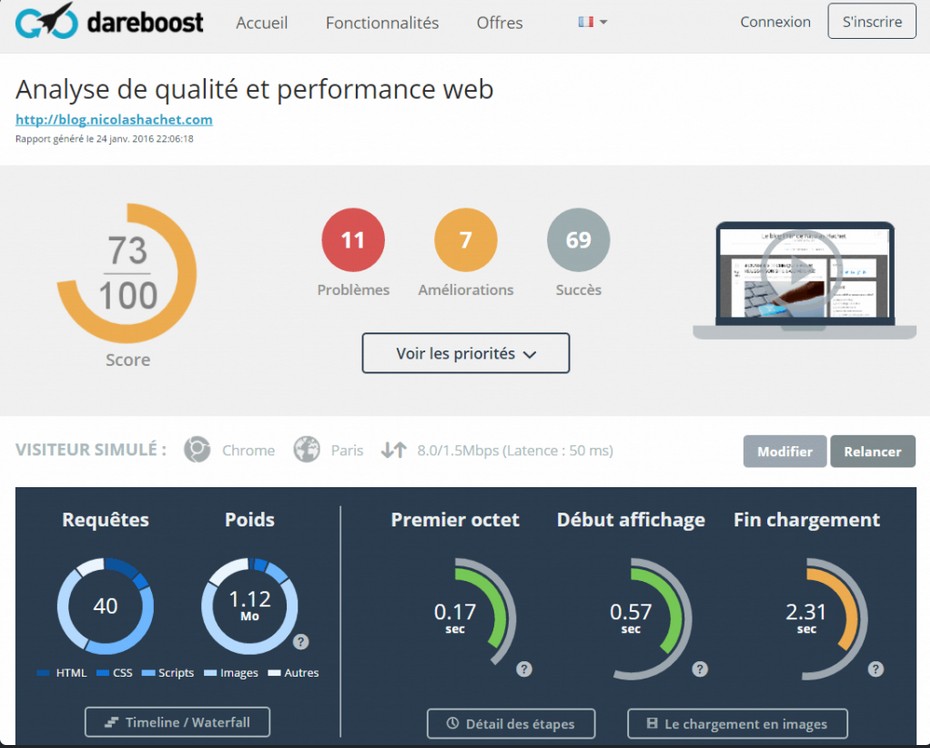 dareboost Accueil Fonctionnalités Offres Connexion S'inscrire
Analyse de qualité et performance web
http://blog.nicolashachet.com
Rapport généré le 24 janv. 2016 22:06:18
73
100
Score
11 7 69
Problèmes Améliorations Succès
Voir les priorités
VISITEUR SIMULÉ : Chrome Paris 8.0/1.5Mbps (Latence : 50 ms) Modifier Relancer
Requêtes Poids Premier octet Début affichage Fin chargement
40 1.12 0.17 0.57 2.31
Mo sec sec sec
? ? ? ?
HTML CSS Scripts Images Autres
Timeline / Waterfall Détail des étapes Le chargement en images